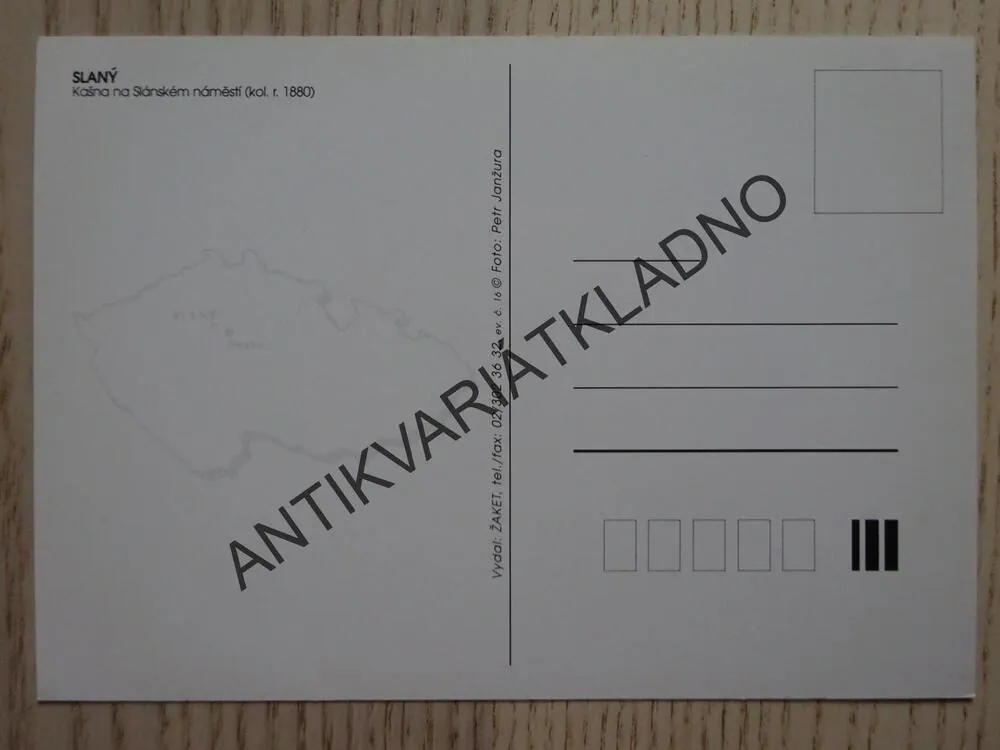 SLANÝ
Kašna na Slánském náměstí (kol. r. 1880)
Vydal: ŽAKET, tel./fax: 02/302 36 32, ev. č. 16 © Foto: Petr Janžura
ANTIKVARIÁTKLADNO